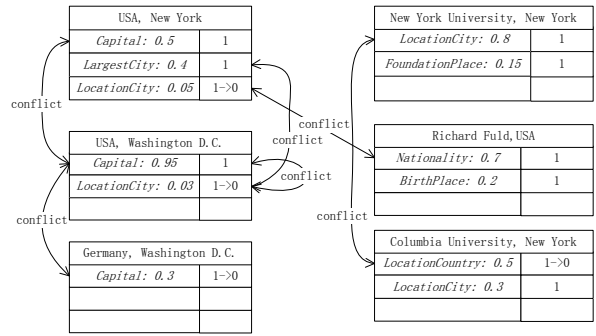 USA, New York
Capital: 0.5 1
LargestCity: 0.4 1
LocationCity: 0.05 1->0
conflict
USA, Washington D.C.
Capital: 0.95 1
LocationCity: 0.03 1->0
conflict
Germany, Washington D.C.
Capital: 0.3 1->0
conflict
conflict
conflict
New York University, New York
LocationCity: 0.8 1
FoundationPlace: 0.15 1
Richard Fuld,USA
Nationality: 0.7 1
BirthPlace: 0.2 1
conflict
Columbia University, New York
LocationCountry: 0.5 1->0
LocationCity: 0.3 1